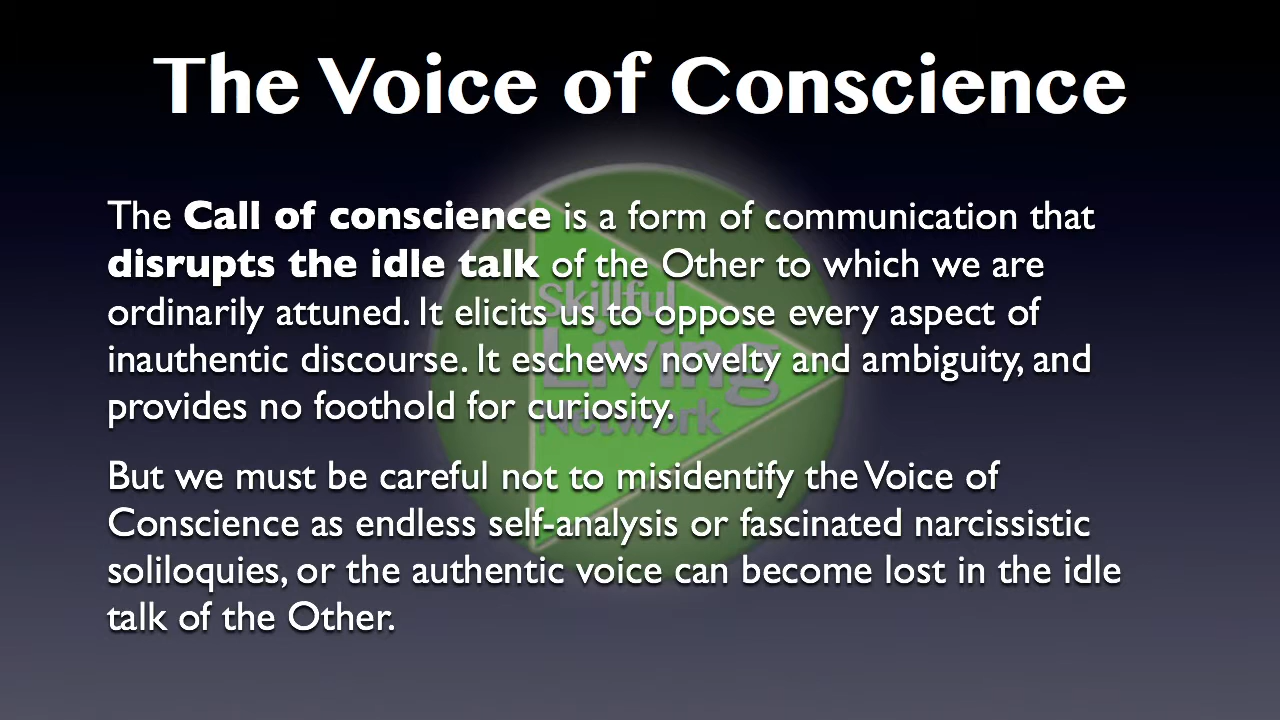 The Voice of Conscience
The Call of conscience is a form of communication that
disrupts the idle talk of the Other to which we are
ordinarily attuned. It elicits us to oppose every aspect of
inauthentic discourse. It eschews novelty and ambiguity, and
provides no foothold for curiosity.
But we must be careful not to misidentify the Voice of
Conscience as endless self-analysis or fascinated narcissistic
soliloquies, or the authentic voice can become lost in the idle
talk of the Other.
Skillful
Living
Network